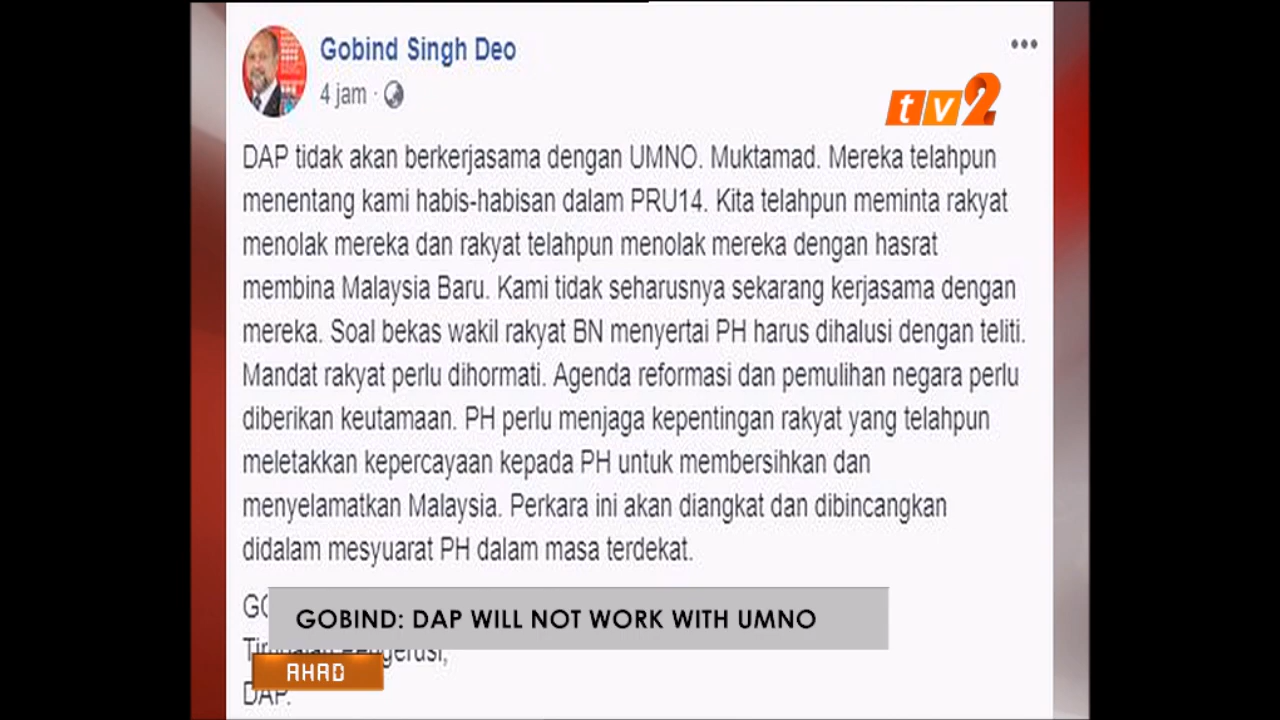 Gobind Singh Deo
4 jam
tv2
DAP tidak akan berkerjasama dengan UMNO. Muktamad. Mereka telahpun
menentang kami habis-habisan dalam PRU14. Kita telahpun meminta rakyat
menolak mereka dan rakyat telahpun menolak mereka dengan hasrat
membina Malaysia Baru. Kami tidak seharusnya sekarang kerjasama dengan
mereka. Soal bekas wakil rakyat BN menyertai PH harus dihalusi dengan teliti.
Mandat rakyat perlu dihormati. Agenda reformasi dan pemulihan negara perlu
diberikan keutamaan. PH perlu menjaga kepentingan rakyat yang telahpun
meletakkan kepercayaan kepada PH untuk membersihkan dan
menyelamatkan Malaysia. Perkara ini akan diangkat dan dibincangkan
didalam mesyuarat PH dalam masa terdekat.
GOBIND: DAP WILL NOT WORK WITH UMNO
AHAD
DAP.